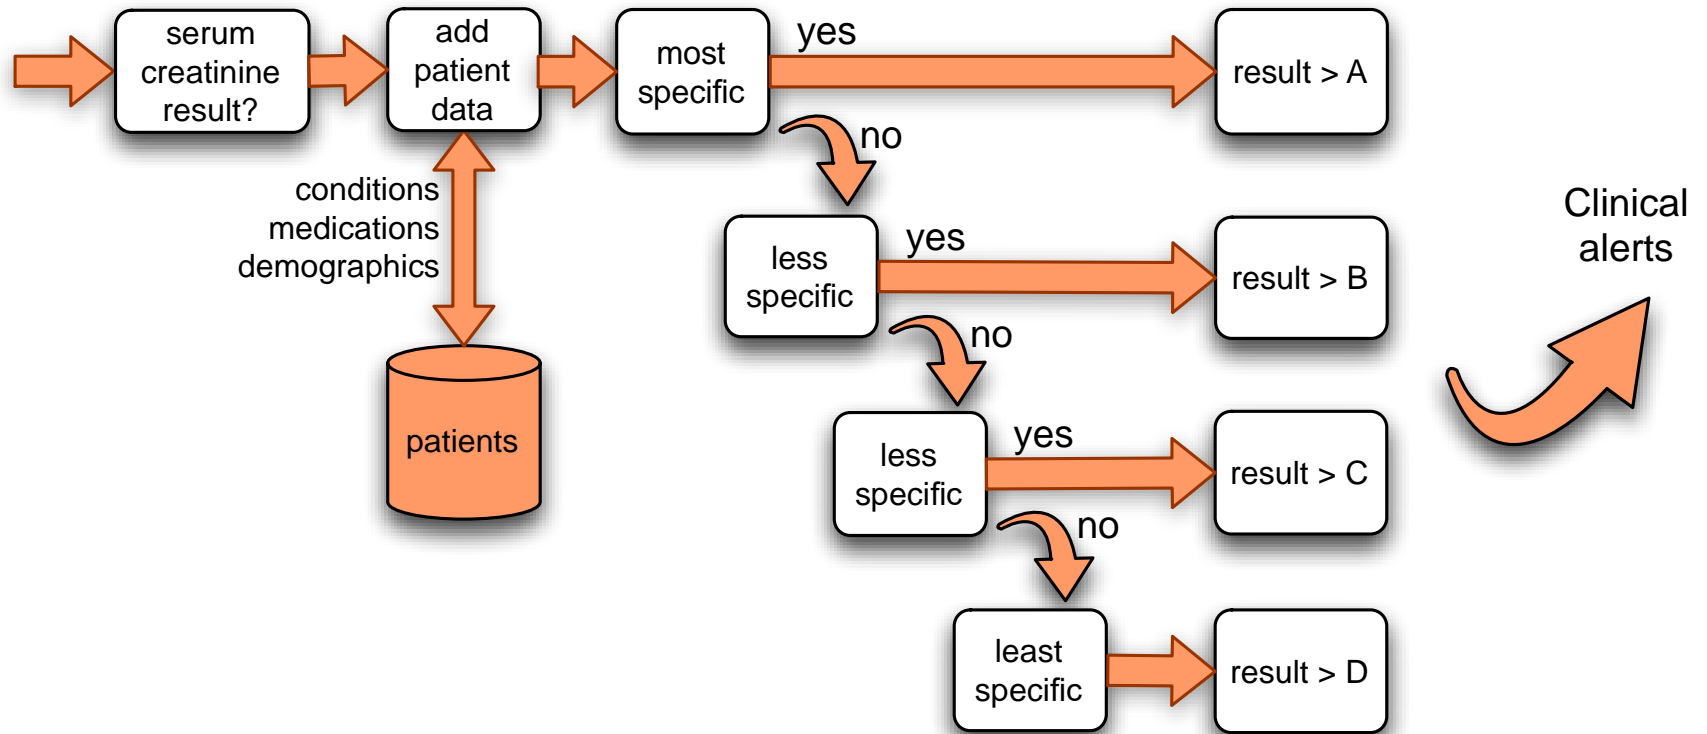 serum
creatinine
result?
add
patient
data
most
specific
yes
result > A
no
conditions
medications
demographics
less
specific
yes
result > B
Clinical
alerts
no
patients
less
specific
yes
result > C
no
least
specific
result > D